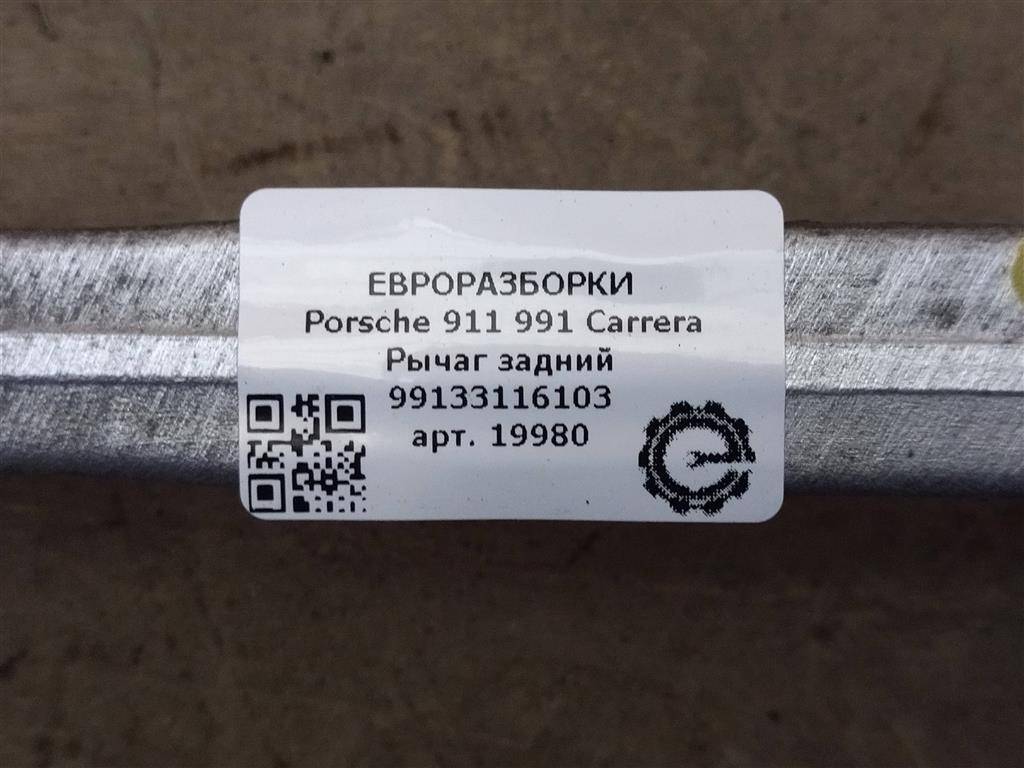 ЕВРОРАЗБОРКИ
Porsche 911 991 Carrera
Рычаг задний
99133116103
арт. 19980